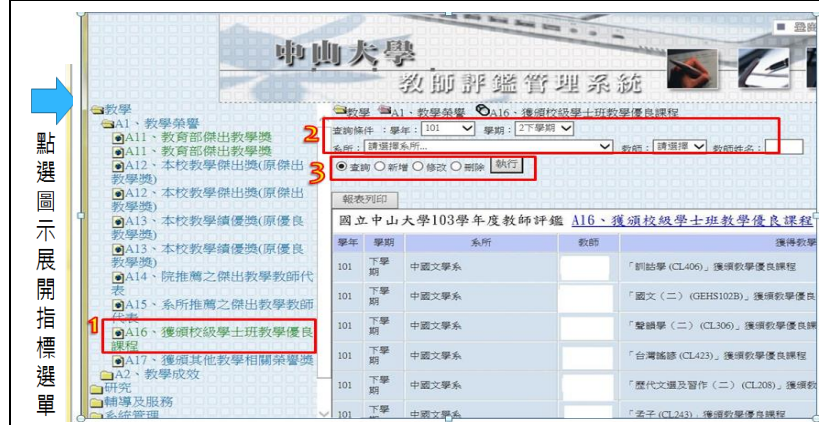 點選圖示展開指標選單
中山大學
教師評鑑管理系統
教學
A1、教學榮譽
A11、教育部傑出教學獎
A11、教育部傑出教學獎
A12、本校教學傑出獎(原傑出
教學獎)
A12、本校教學傑出獎(原傑出
教學獎)
A13、本校教學績優獎(原優良
教學獎)
A13、本校教學績優獎(原優良
教學獎)
A14、院推薦之傑出教學教師代
表
A15、系所推薦之傑出教學教師
代表
1
A16、獲頒校級學士班教學優良
課程
A17、獲頒其他教學相關榮譽獎
A2、教學成效
研究
輔導及服務
系統管理
教學 A1、教學榮譽 A16、獲頒校級學士班教學優良課程
2
查詢條件 :學年: 101 學期: 2下學期
系所: 請選擇系所... 教師: 請選擇 教師姓名:
3
查詢 新增 修改 刪除 執行
報表列印
國立中山大學103學年度教師評鑑 A16、獲頒校級學士班教學優良課程
學年 學期 系所 教師 獲得教學
101 下學期 中國文學系 「訓詁學 (CL406)」獲頒教學優良課程
101 下學期 中國文學系 「國文（二） (GEHS102B)」獲頒教學優良
101 下學期 中國文學系 「聲韻學（二） (CL306)」獲頒教學優良課
101 下學期 中國文學系 「台灣謠諺 (CL423)」獲頒教學優良課程
101 下學期 中國文學系 「歷代文選及習作（二） (CL208)」獲頒教
101 下學期 中國文學系 「孟子 (CL243)」獲頒教學優良課程